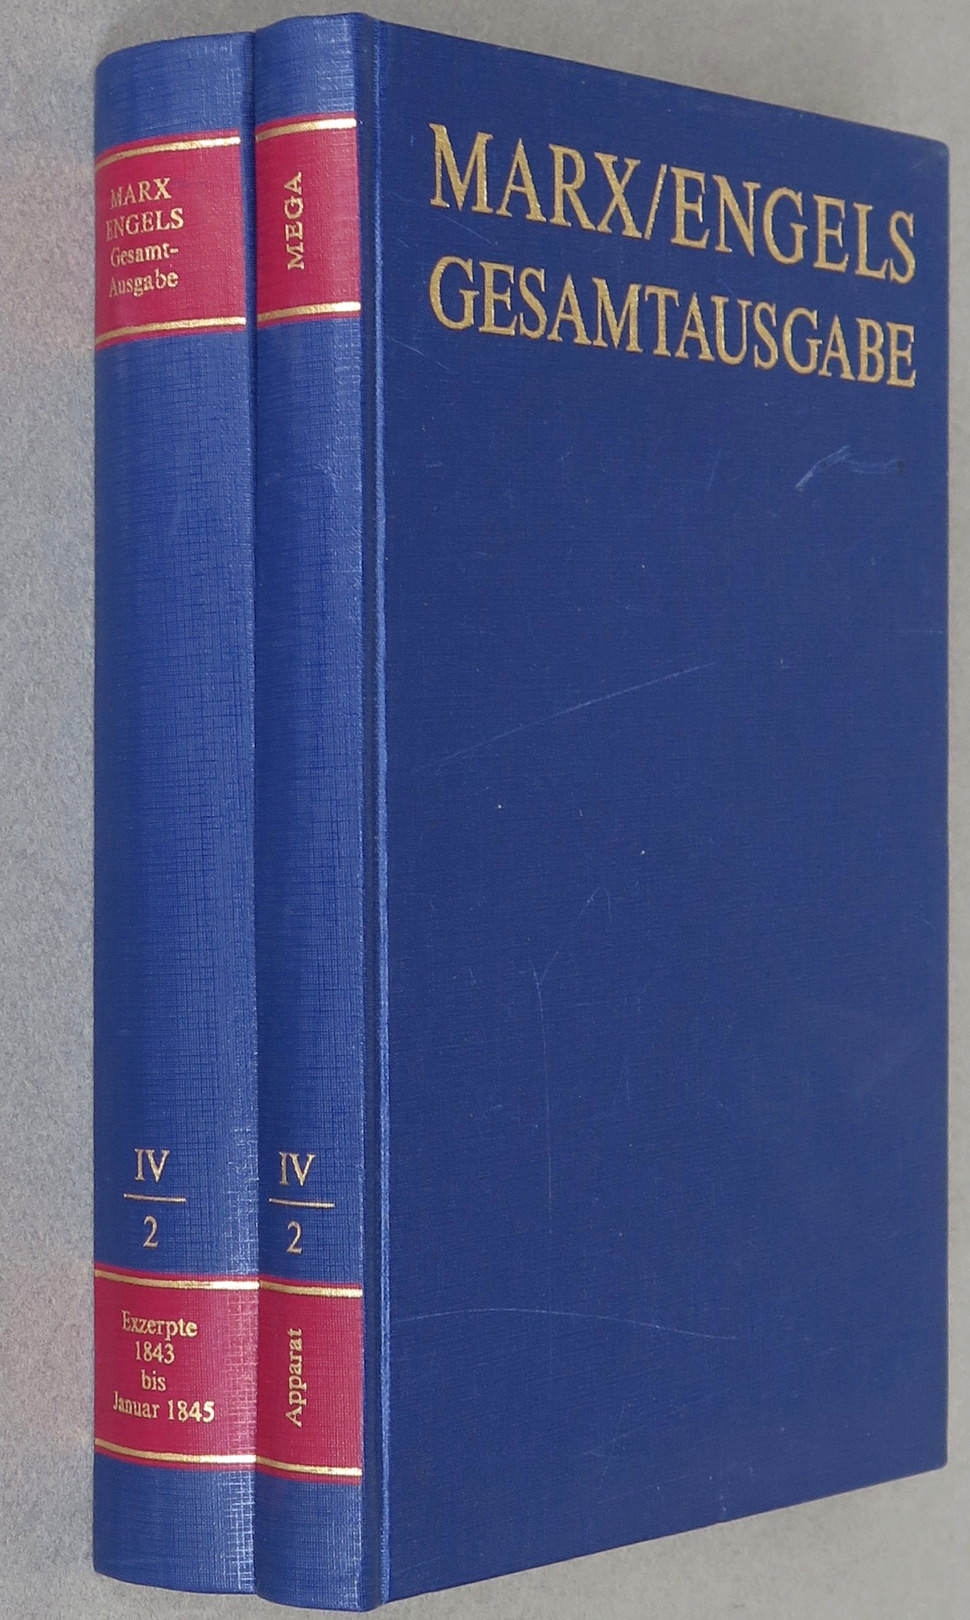 MARX
ENGELS
Gesamt-
Ausgabe
IV
2
Exzerpte
1843
bis
Januar 1845
MEGA
IV
2
Apparat
MARX/ENGELS
GESAMTAUSGABE